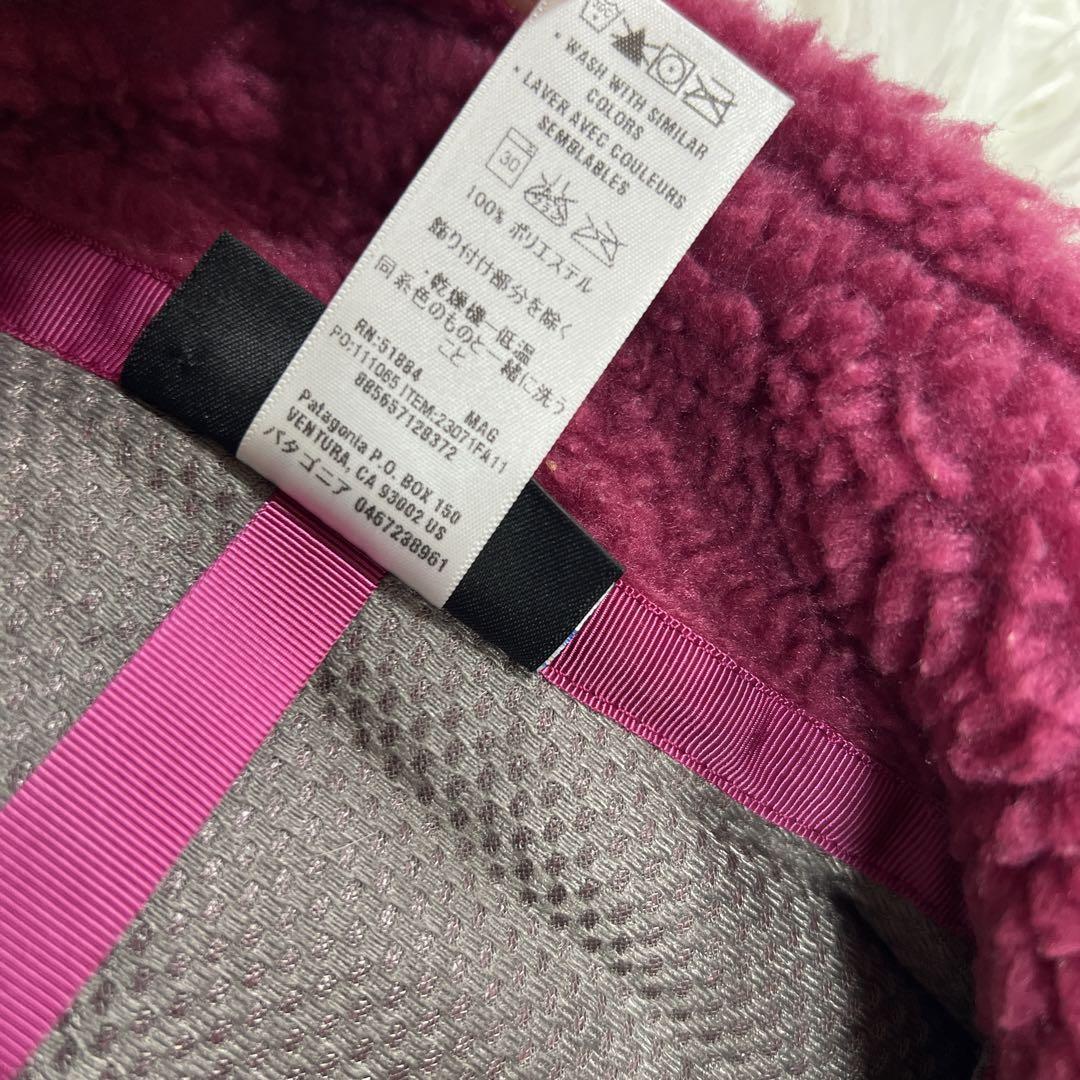 • WASH WITH SIMILAR
COLORS
• LAVER AVEC COULEURS
SEMBLABLES
30
100% ポリエステル
飾り付け部分を除く
・乾燥機―低温
同系色のものと一緒に洗う
こと
RN:51884 MAG
PO:111065 ITEM:23071FA11
885657128372
Patagonia P.O. BOX 150
VENTURA, CA 93002 US
パタゴニア 0467238961